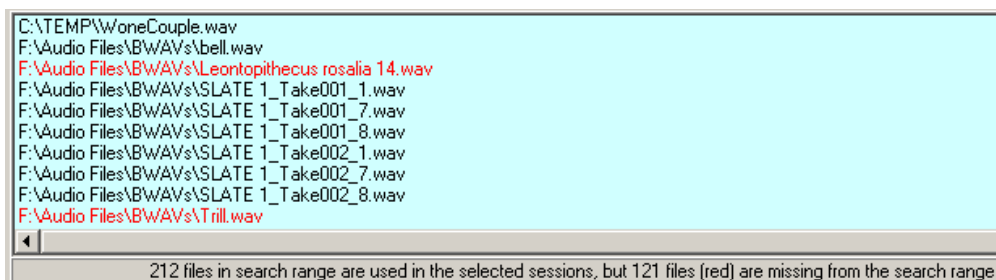 C:\TEMP\WoneCouple.wav
F:\Audio Files\BWAVs\bell.wav
F:\Audio Files\BWAVs\Leontopithecus rosalia 14.wav
F:\Audio Files\BWAVs\SLATE 1_Take001_1.wav
F:\Audio Files\BWAVs\SLATE 1_Take001_7.wav
F:\Audio Files\BWAVs\SLATE 1_Take001_8.wav
F:\Audio Files\BWAVs\SLATE 1_Take002_1.wav
F:\Audio Files\BWAVs\SLATE 1_Take002_7.wav
F:\Audio Files\BWAVs\SLATE 1_Take002_8.wav
F:\Audio Files\BWAVs\Trill.wav
212 files in search range are used in the selected sessions, but 121 files (red) are missing from the search range